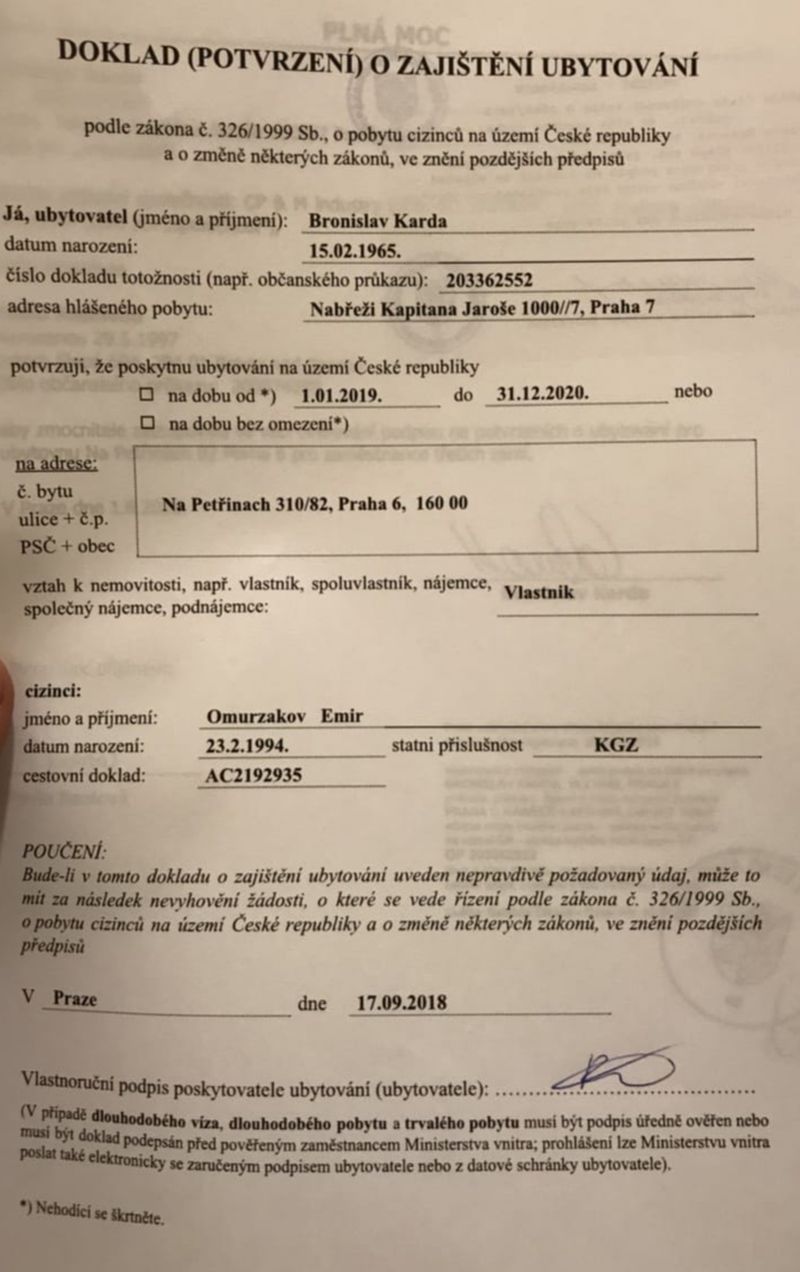 PLNÁ MOC
DOKLAD (POTVRZENÍ) O ZAJIŠTĚNÍ UBYTOVÁNÍ
podle zákona č. 326/1999 Sb., o pobytu cizinců na území České republiky
a o změně některých zákonů, ve znění pozdějších předpisů
Já, ubytovatel (jméno a příjmení): Bronislav Karda
datum narození: 15.02.1965.
číslo dokladu totožnosti (např. občanského průkazu): 203362552
adresa hlášeného pobytu: Nabřeži Kapitana Jaroše 1000//7, Praha 7
potvrzuji, že poskytnu ubytování na území České republiky
☐ na dobu od *) 1.01.2019. do 31.12.2020. nebo
☐ na dobu bez omezení*)
na adrese:
č. bytu
ulice + č.p. Na Petřinach 310/82, Praha 6, 160 00
PSČ + obec
vztah k nemovitosti, např. vlastník, spoluvlastník, nájemce, Vlastnik
společný nájemce, podnájemce:
cizinci:
jméno a příjmení: Omurzakov Emir
datum narození: 23.2.1994. statni přislušnost KGZ
cestovní doklad: AC2192935
POUČENÍ:
Bude-li v tomto dokladu o zajištění ubytování uveden nepravdivě požadovaný údaj, může to
mít za následek nevyhovění žádosti, o které se vede řízení podle zákona č. 326/1999 Sb.,
o pobytu cizinců na území České republiky a o změně některých zákonů, ve znění pozdějších
předpisů
V Praze dne 17.09.2018
Vlastnoruční podpis poskytovatele ubytování (ubytovatele): ............................................
(V případě dlouhodobého víza, dlouhodobého pobytu a trvalého pobytu musí být podpis úředně ověřen nebo
musí být doklad podepsán před pověřeným zaměstnancem Ministerstva vnitra; prohlášení lze Ministerstvu vnitra
poslat také elektronicky se zaručeným podpisem ubytovatele nebo z datové schránky ubytovatele).
*) Nehodící se škrtněte.